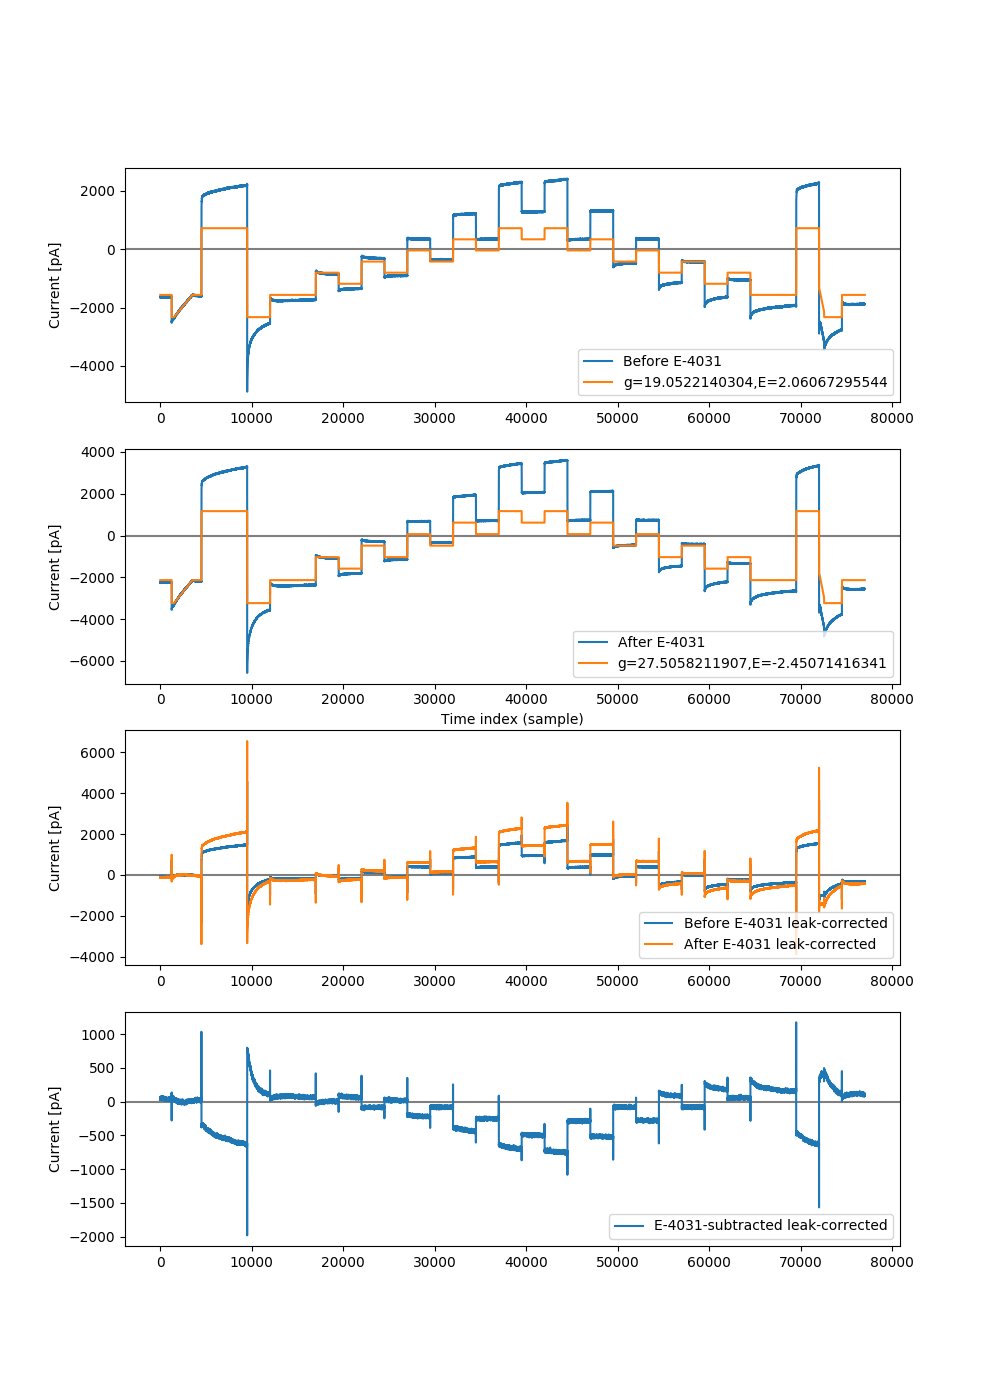 2000
0
−2000
−4000
Current [pA]
0 10000 20000 30000 40000 50000 60000 70000 80000
Before E-4031
g=19.0522140304,E=2.06067295544
4000
2000
0
−2000
−4000
−6000
Current [pA]
0 10000 20000 30000 40000 50000 60000 70000 80000
After E-4031
g=27.5058211907,E=-2.45071416341
Time index (sample)
6000
4000
2000
0
−2000
−4000
Current [pA]
0 10000 20000 30000 40000 50000 60000 70000 80000
Before E-4031 leak-corrected
After E-4031 leak-corrected
1000
500
0
−500
−1000
−1500
−2000
Current [pA]
0 10000 20000 30000 40000 50000 60000 70000 80000
E-4031-subtracted leak-corrected